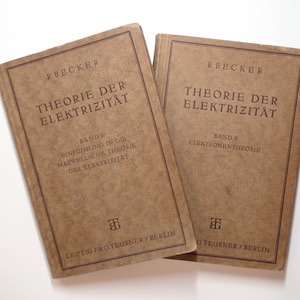 R.BECKER
THEORIE DER
ELEKTRIZITÄT
BAND I:
EINFÜHRUNG IN DIE
MAXWELLSCHE THEORIE
DER ELEKTRIZITÄT
LEIPZIG / B.G.TEUBNER / BERLIN
R.BECKER
THEORIE DER
ELEKTRIZITÄT
BAND II
ELEKTRONENTHEORIE
B.G.TEUBNER / BERLIN